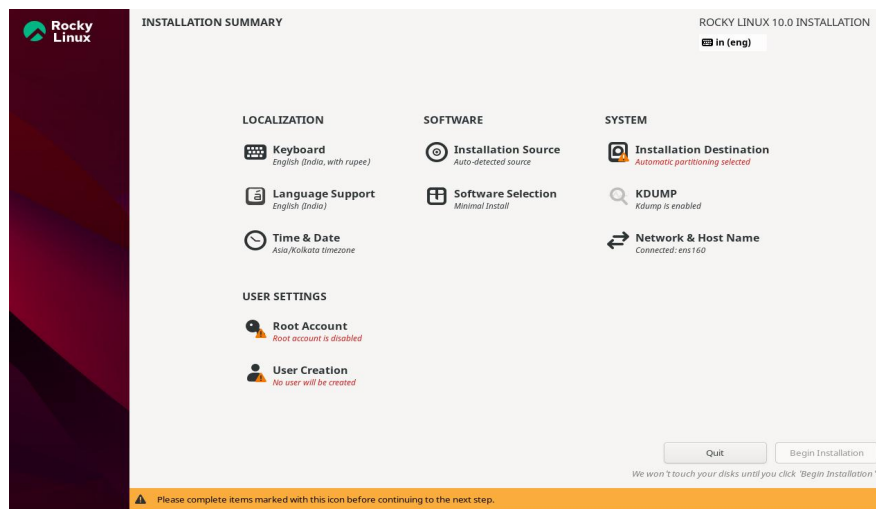 Rocky
Linux
INSTALLATION SUMMARY
ROCKY LINUX 10.0 INSTALLATION
in (eng)
LOCALIZATION
Keyboard
English (India, with rupee)
Language Support
English (India)
Time & Date
Asia/Kolkata timezone
SOFTWARE
Installation Source
Auto-detected source
Software Selection
Minimal Install
SYSTEM
Installation Destination
Automatic partitioning selected
KDUMP
Kdump is enabled
Network & Host Name
Connected: ens160
USER SETTINGS
Root Account
Root account is disabled
User Creation
No user will be created
Quit
Begin Installation
We won't touch your disks until you click 'Begin Installation'
Please complete items marked with this icon before continuing to the next step.